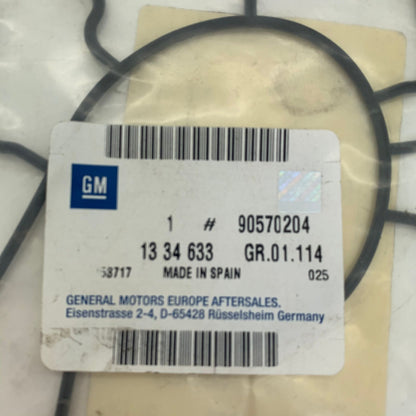 GM
1 # 90570204
13 34 633 GR.01.114
58717 MADE IN SPAIN 025
GENERAL MOTORS EUROPE AFTERSALES.
Eisenstrasse 2-4, D-65428 Rüsselsheim Germany